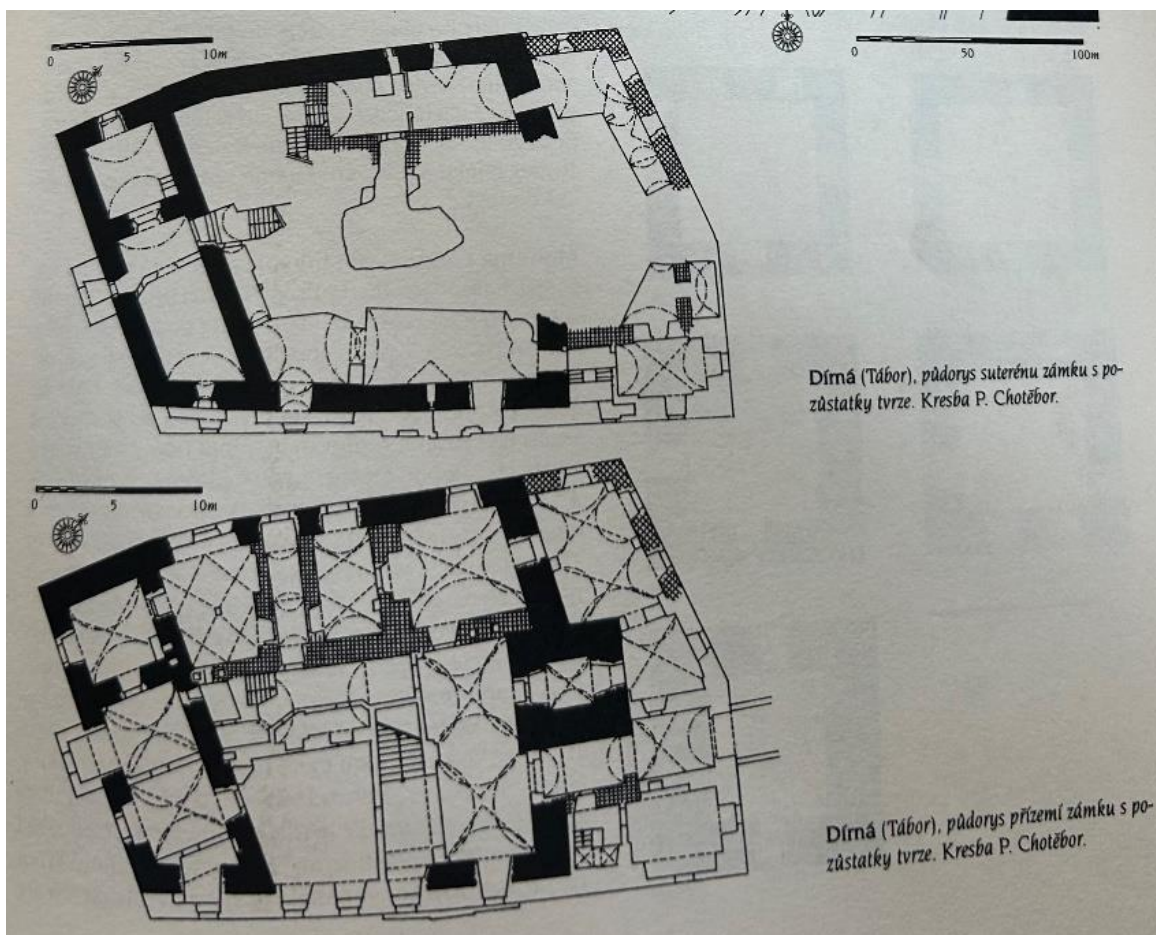 0 5 10m
0 50 100m
Dírná (Tábor), půdorys suterénu zámku s po-
zůstatky tvrze. Kresba P. Chotěbor.
0 5 10m
Dírná (Tábor), půdorys přízemí zámku s po-
zůstatky tvrze. Kresba P. Chotěbor.